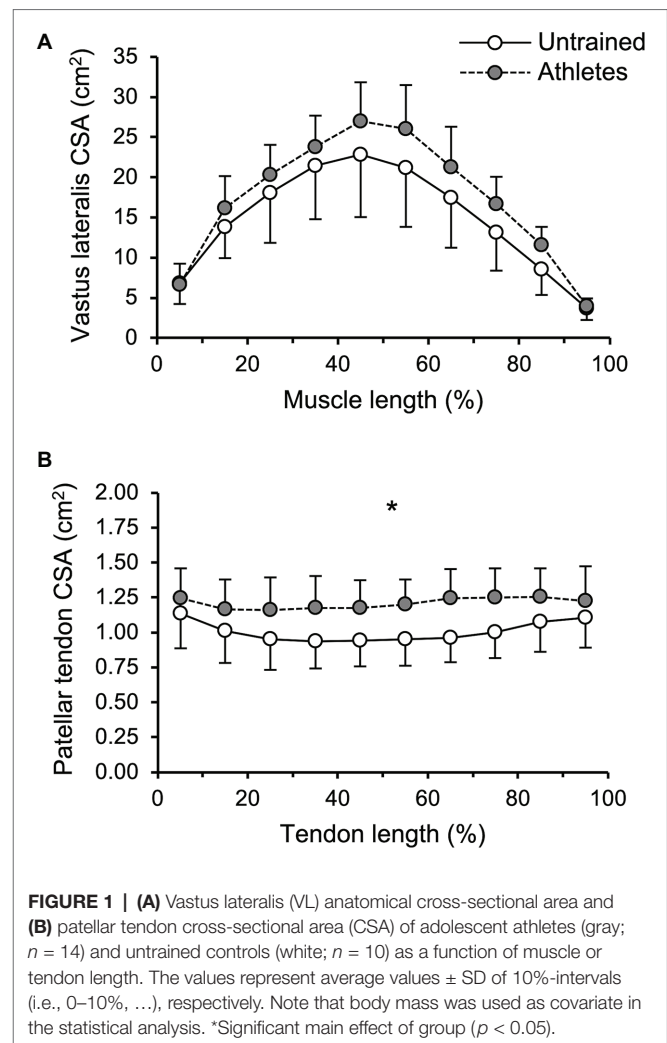 A
Untrained
Athletes
Vastus lateralis CSA (cm²)
35
30
25
20
15
10
5
0
0 20 40 60 80 100
Muscle length (%)
B
Patellar tendon CSA (cm²)
2.00
1.75
1.50
1.25
1.00
0.75
0.50
0.25
0.00
*
0 20 40 60 80 100
Tendon length (%)
FIGURE 1 | (A) Vastus lateralis (VL) anatomical cross-sectional area and
(B) patellar tendon cross-sectional area (CSA) of adolescent athletes (gray;
n = 14) and untrained controls (white; n = 10) as a function of muscle or
tendon length. The values represent average values ± SD of 10%-intervals
(i.e., 0–10%, …), respectively. Note that body mass was used as covariate in
the statistical analysis. *Significant main effect of group (p < 0.05).